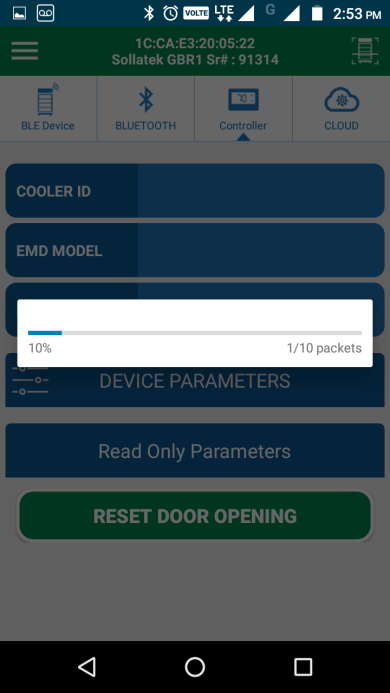 VOLTE LTE G 2:53 PM
1C:CA:E3:20:05:22
Sollatek GBR1 Sr# : 91314
70
BLE Device BLUETOOTH Controller CLOUD
COOLER ID
EMD MODEL
10% 1/10 packets
DEVICE PARAMETERS
Read Only Parameters
RESET DOOR OPENING